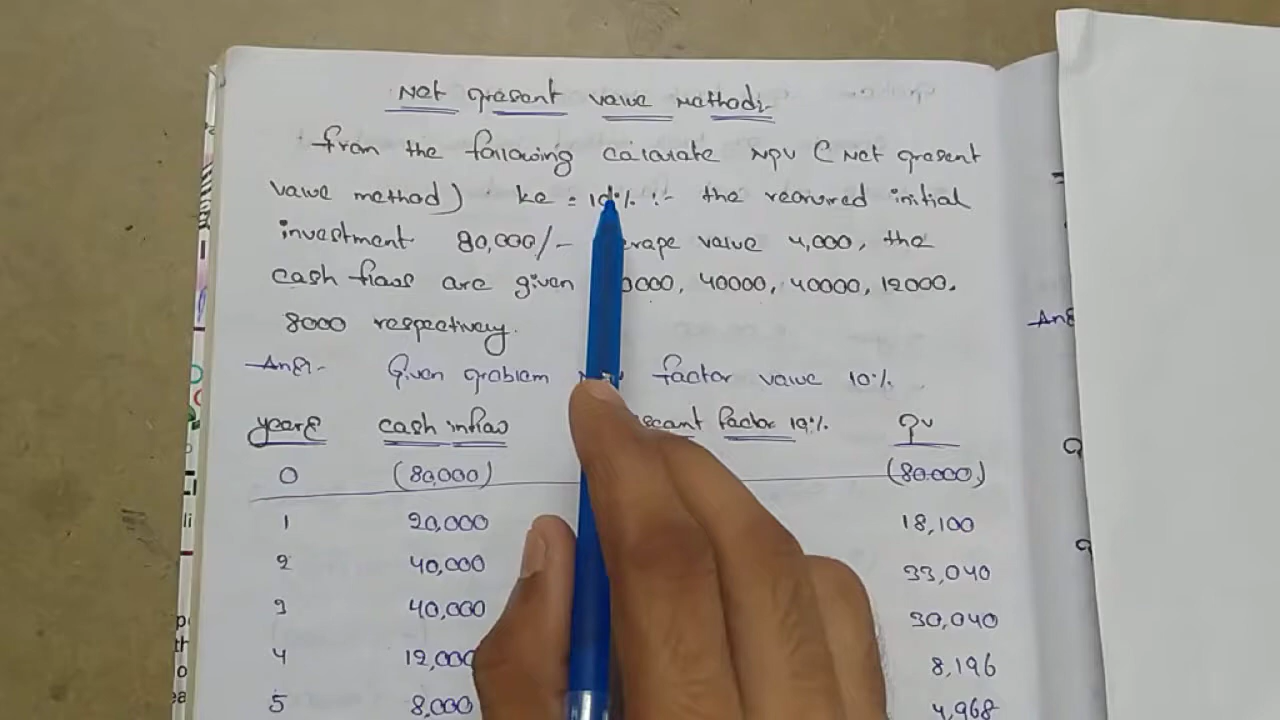 Net present value method:-
from the following calculate NPV ( Net present
value method) ke = 10% :- the required initial
investment 80,000/- value 4,000, the
cash flows are given 40000, 40000, 12000.
8000 respectively.
Ans:- Given problem factor value 10%.
years cash inflow factor 10% PV
0 (80,000) (80.000)
1 20,000 18,100
2 40,000 33,040
3 40,000 30,040
4 12,000 8,196
5 8,000 4,968
Ans